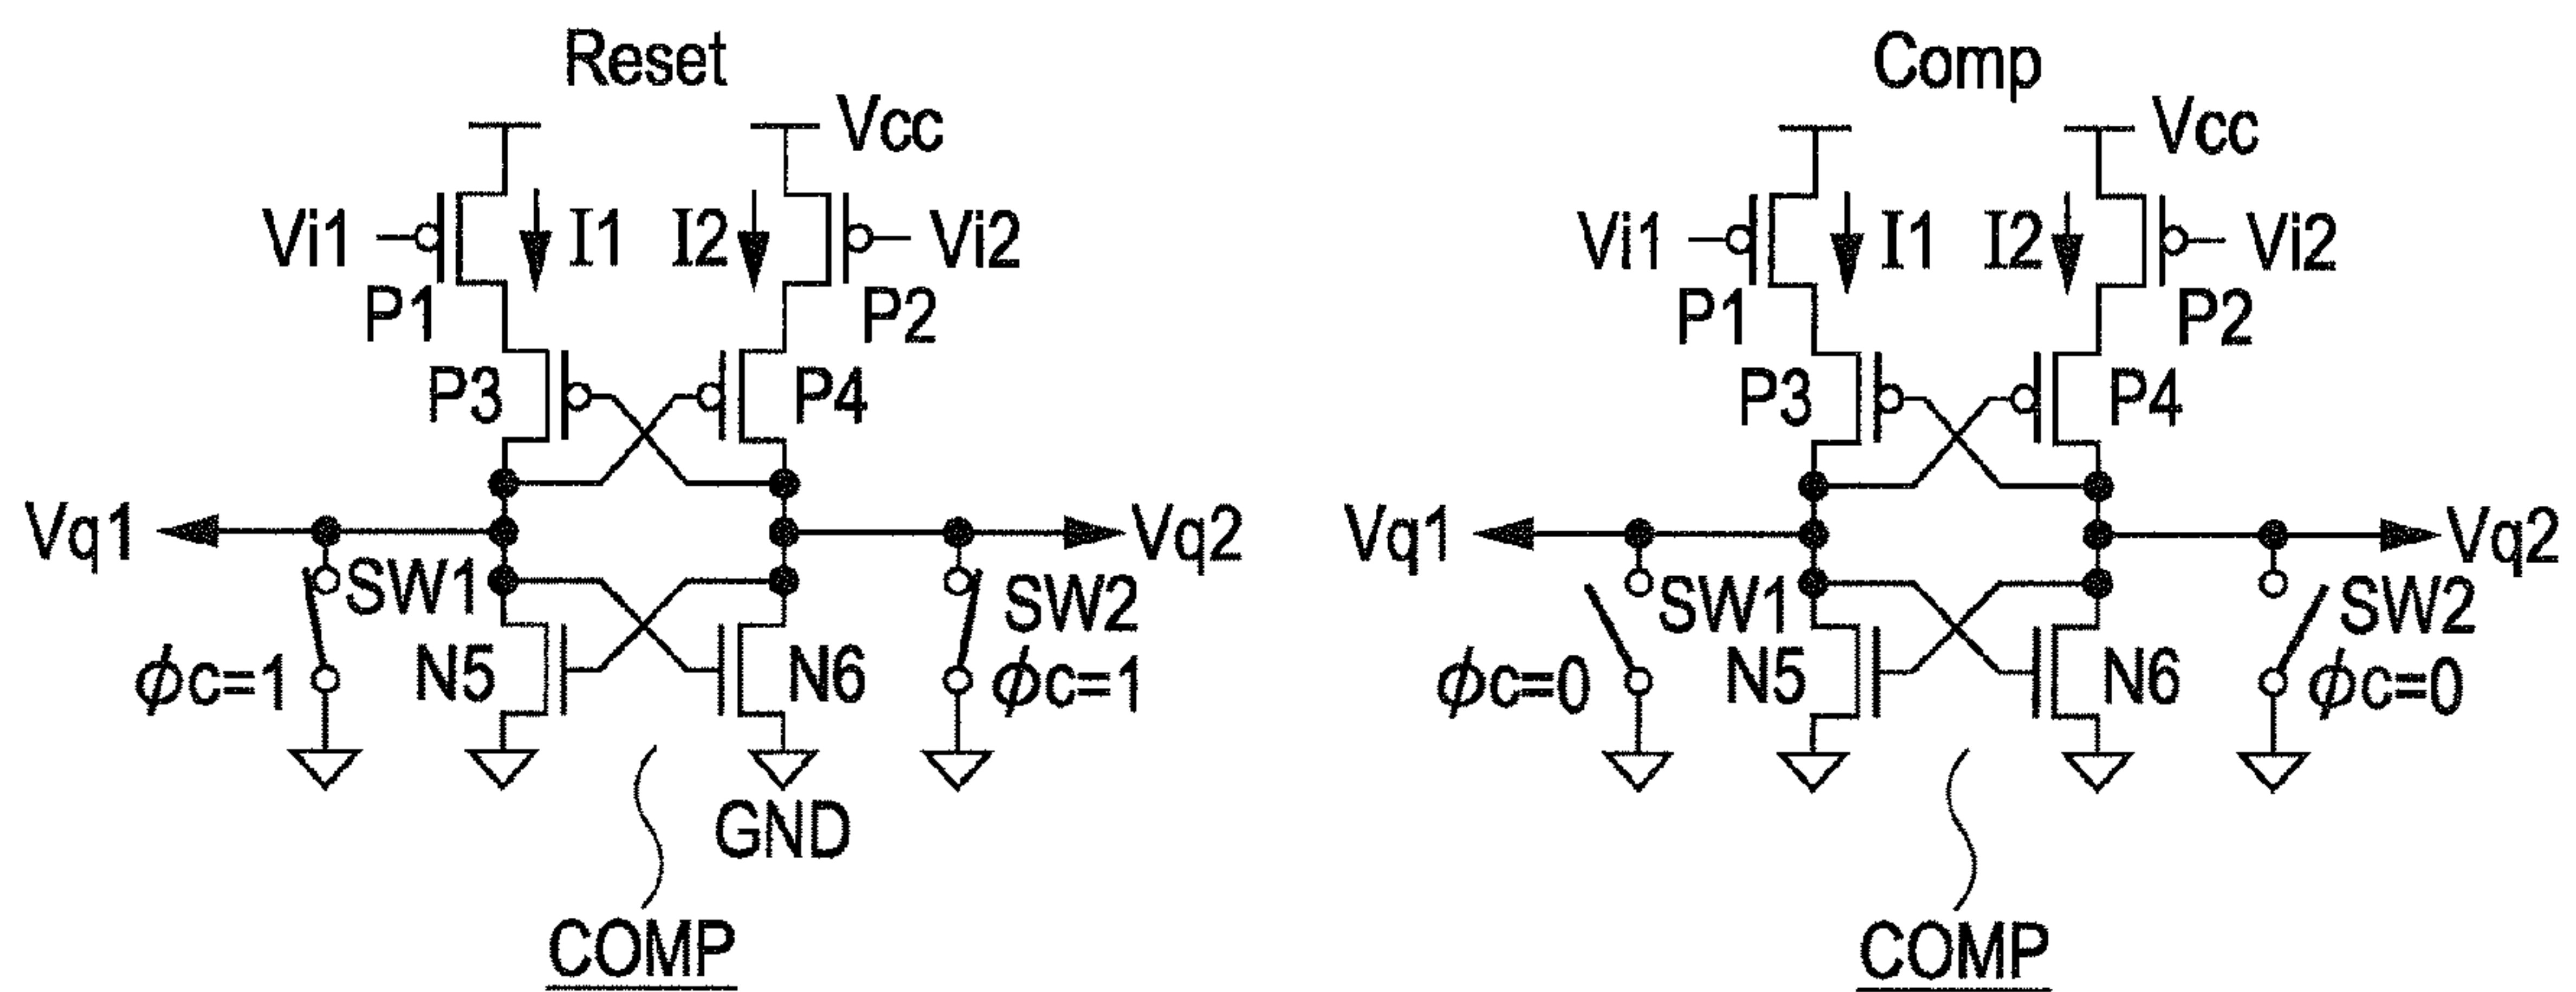 Reset
Vcc
Vi1
I1
I2
Vi2
P1
P2
P3
P4
Vq1
Vq2
SW1
SW2
ϕc=1
N5
N6
ϕc=1
GND
COMP
Comp
Vcc
Vi1
I1
I2
Vi2
P1
P2
P3
P4
Vq1
Vq2
SW1
SW2
ϕc=0
N5
N6
ϕc=0
COMP